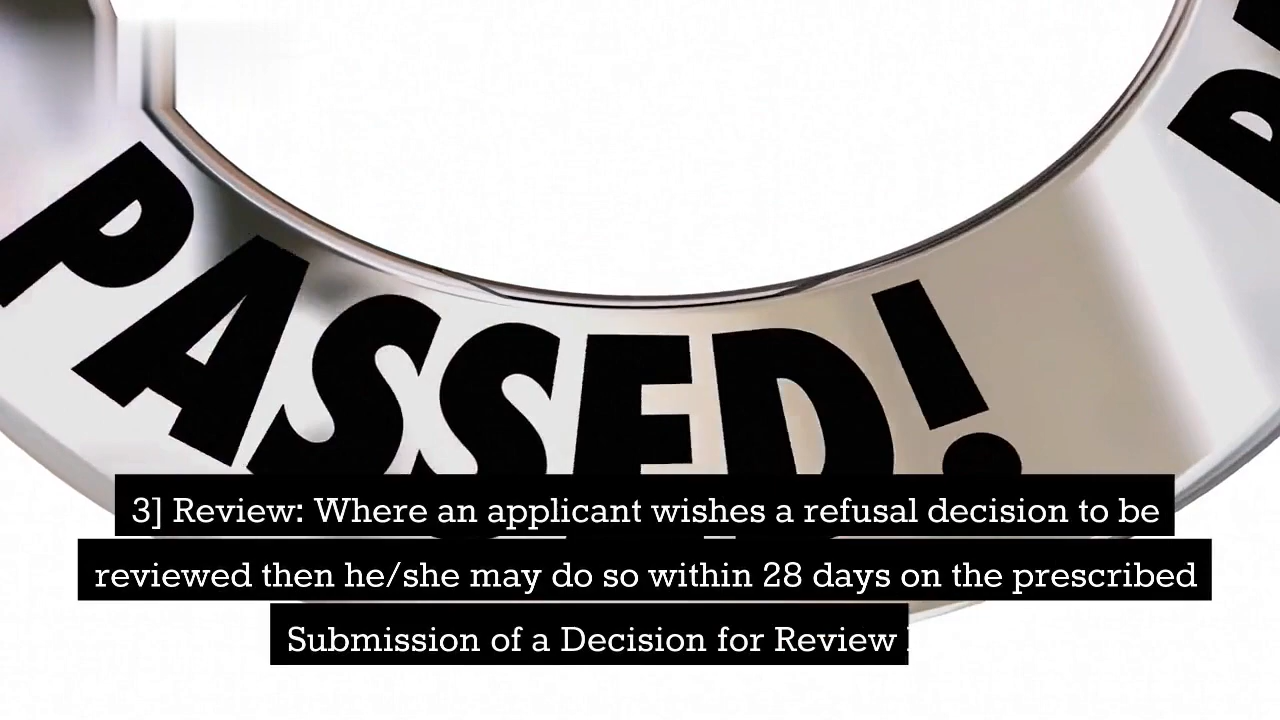 PASSED!
3] Review: Where an applicant wishes a refusal decision to be
reviewed then he/she may do so within 28 days on the prescribed
Submission of a Decision for Review